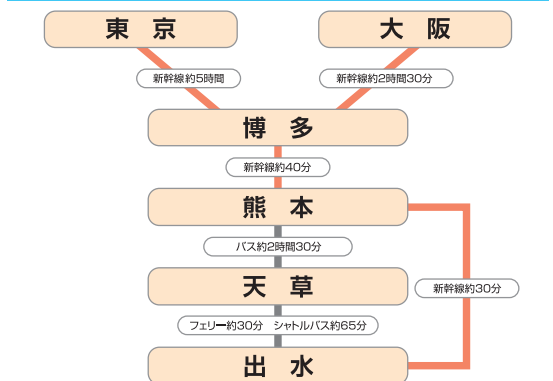 東　京
大　阪
新幹線約5時間
新幹線約2時間30分
博　多
新幹線約40分
熊　本
バス約2時間30分
天　草
新幹線約30分
フェリー約30分　シャトルバス約65分
出　水